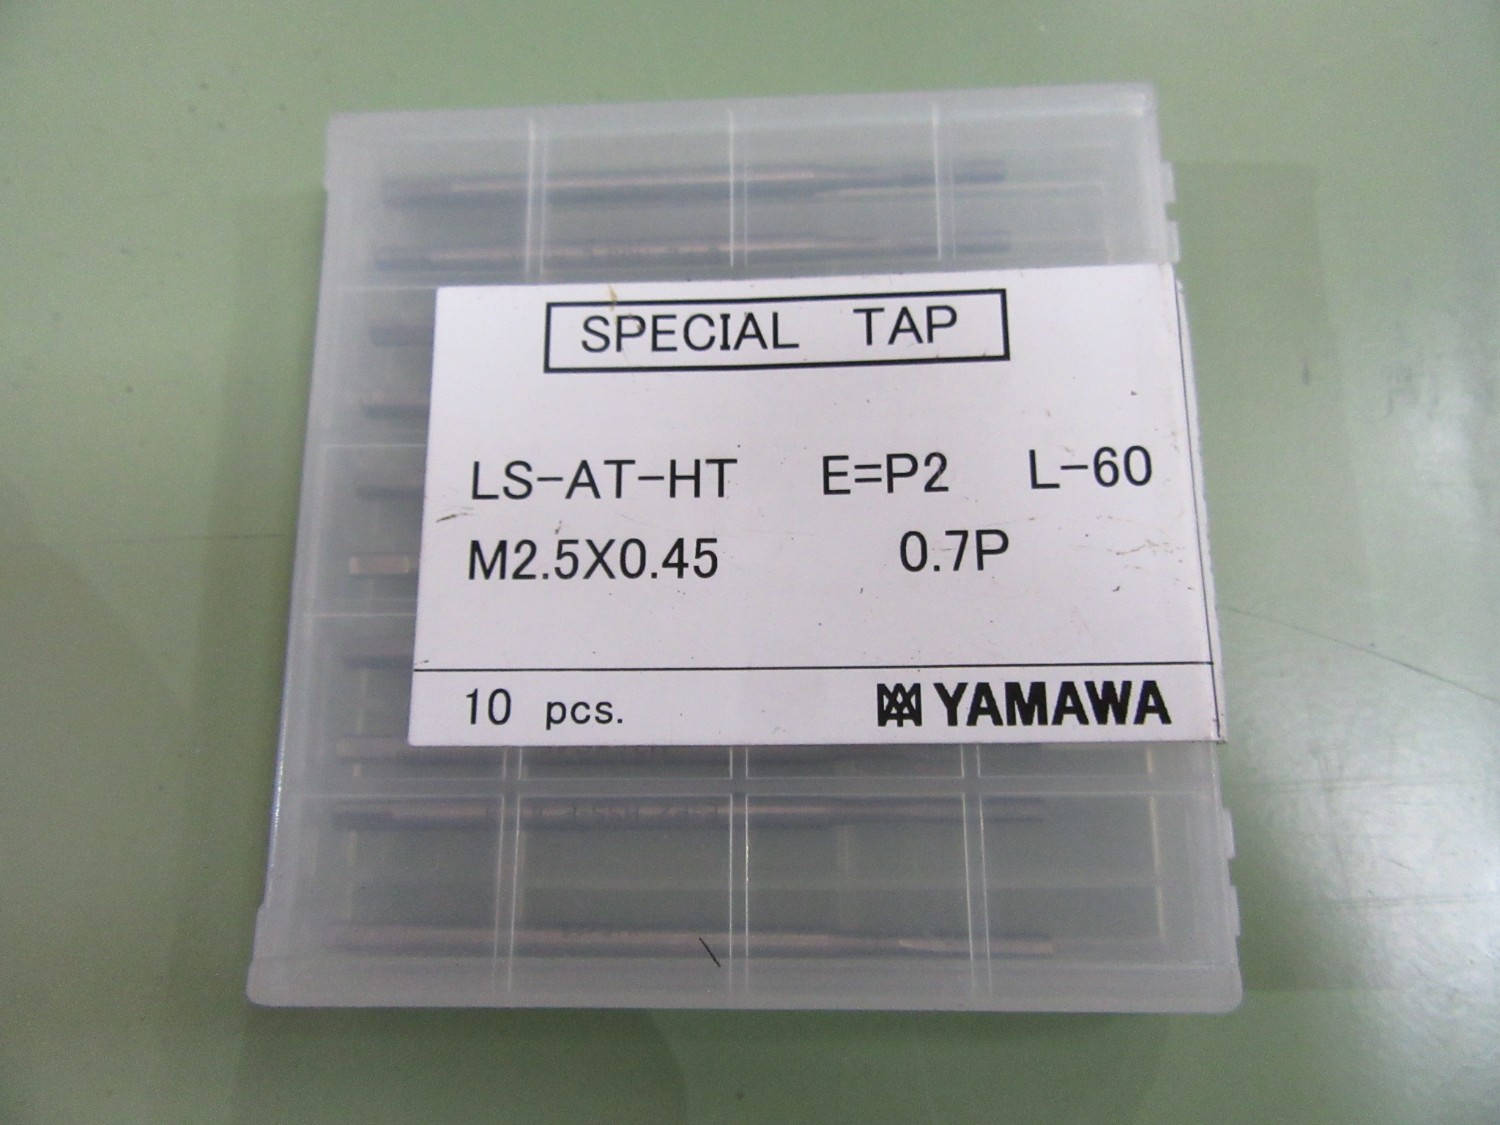 SPECIAL TAP
LS-AT-HT E=P2 L-60
M2.5X0.45 0.7P
10 pcs. YAMAWA